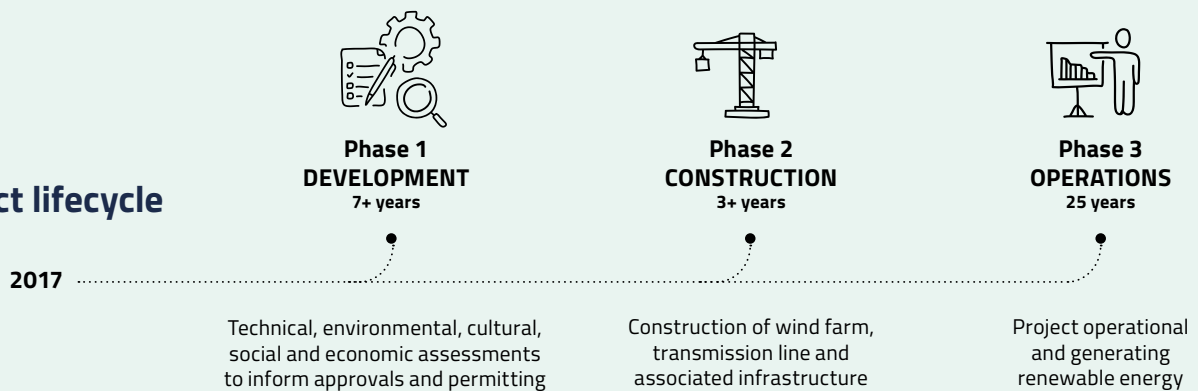 Phase 1
DEVELOPMENT
7+ years
Phase 2
CONSTRUCTION
3+ years
Phase 3
OPERATIONS
25 years
ct lifecycle
2017
Technical, environmental, cultural,
social and economic assessments
to inform approvals and permitting
Construction of wind farm,
transmission line and
associated infrastructure
Project operational
and generating
renewable energy